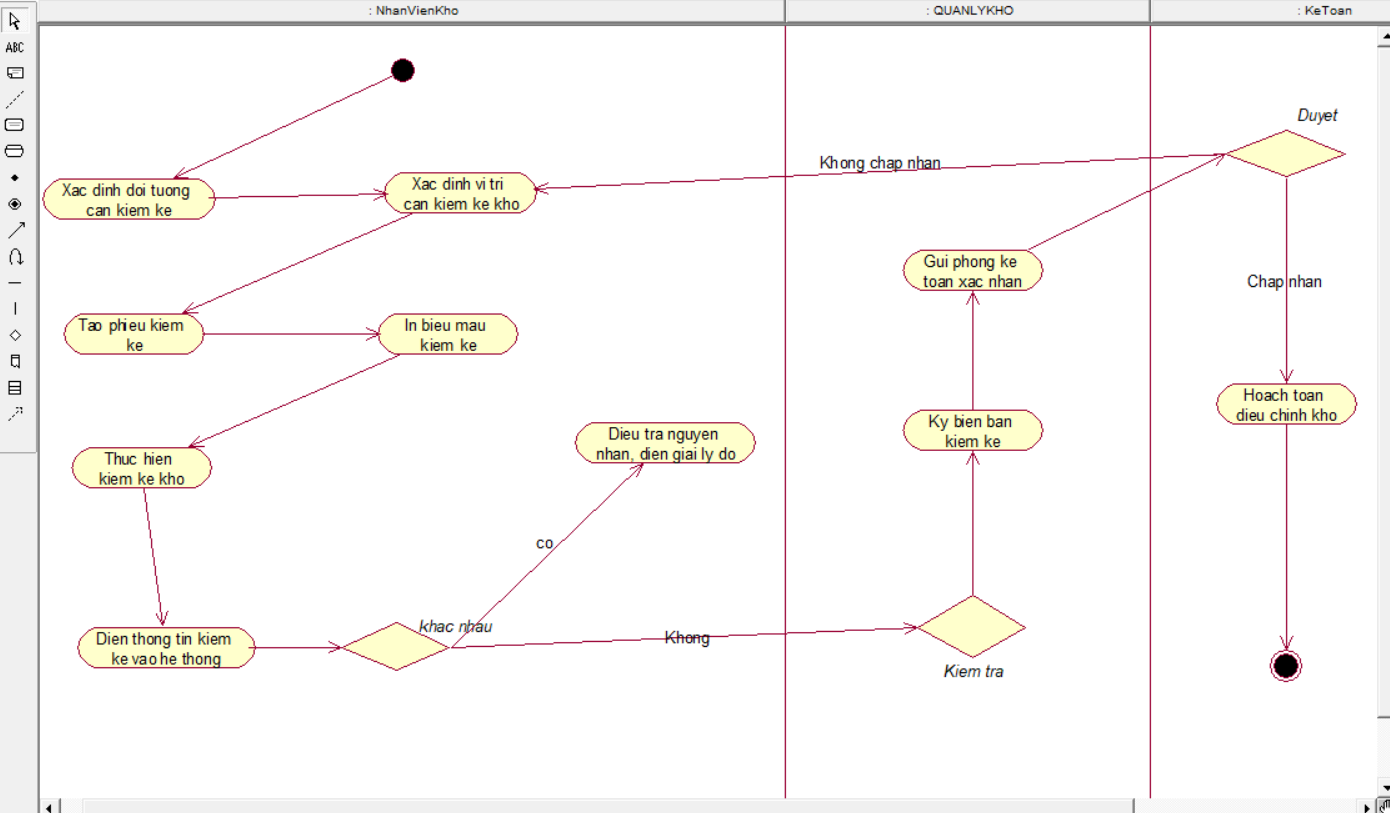 : NhanVienKho
: QUANLYKHO
: KeToan
ABC
Duyet
Khong chap nhan
Xac dinh doi tuong
can kiem ke
Xac dinh vi tri
can kiem ke kho
Gui phong ke
toan xac nhan
Chap nhan
Tao phieu kiem
ke
In bieu mau
kiem ke
Hoach toan
dieu chinh kho
Ky bien ban
kiem ke
Dieu tra nguyen
nhan, dien giai ly do
Thuc hien
kiem ke kho
co
khac nhau
Khong
Dien thong tin kiem
ke vao he thong
Kiem tra